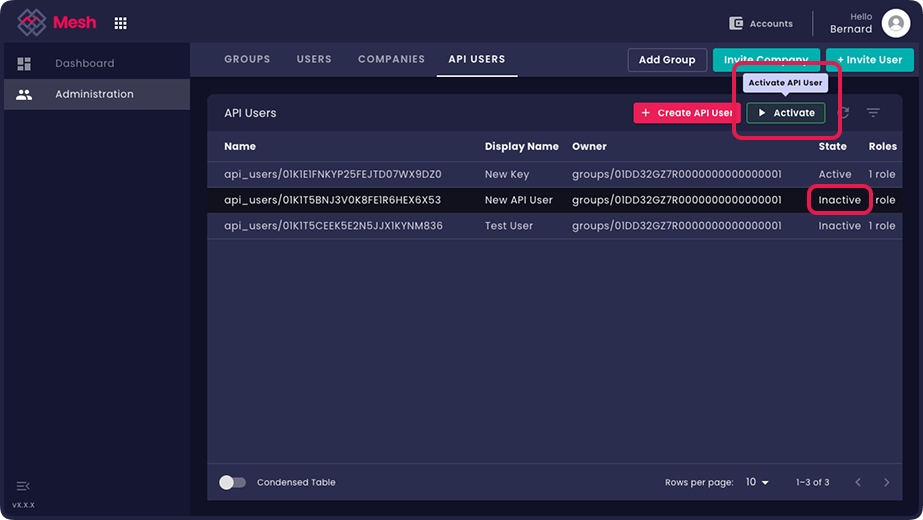 Mesh
Accounts
Hello
Bernard
Dashboard
Administration
GROUPS USERS COMPANIES API USERS
Add Group Invite Company + Invite User
Activate API User
API Users
+ Create API User Activate
Name Display Name Owner State Roles
api_users/01K1E1FNKYP25FEJTD07WX9DZ0 New Key groups/01DD32GZ7R0000000000000001 Active 1 role
api_users/01K1T5BNJ3V0K8FE1R6HEX6X53 New API User groups/01DD32GZ7R0000000000000001 Inactive role
api_users/01K1T5CEEK5E2N5JJX1KYNM836 Test User groups/01DD32GZ7R0000000000000001 Inactive 1 role
Condensed Table Rows per page: 10 1–3 of 3
vx.x.x